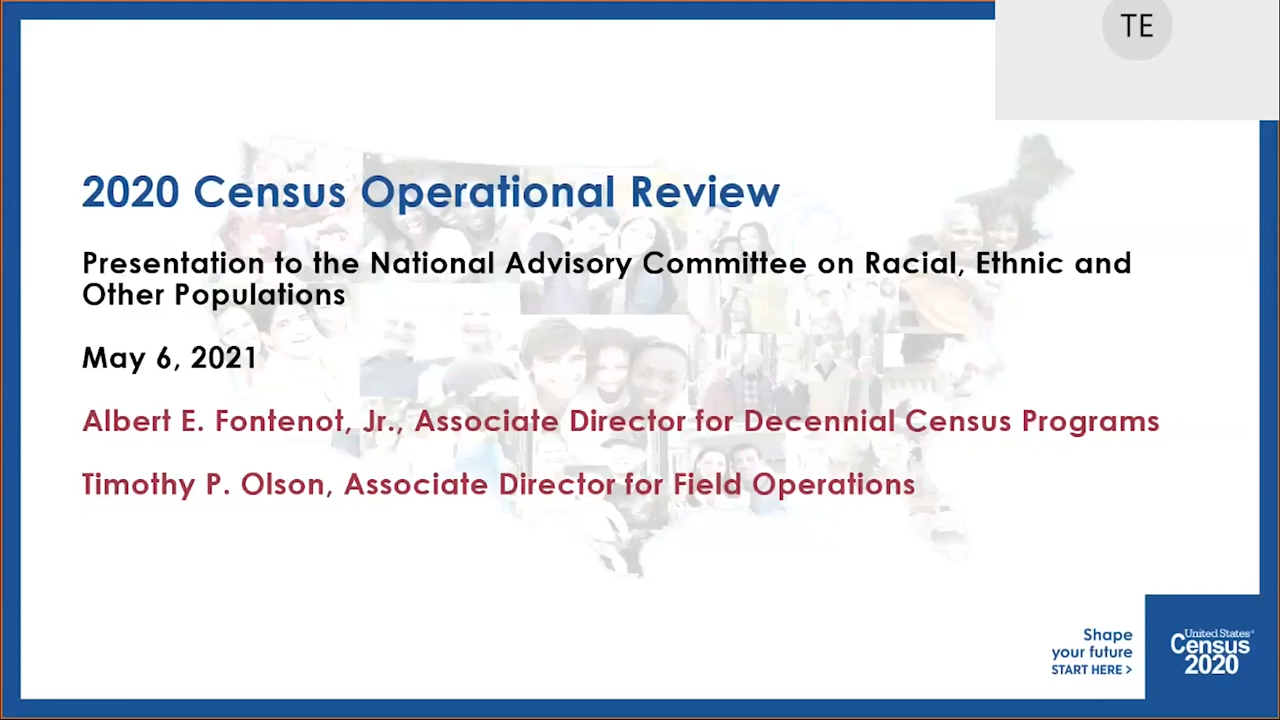 TE
2020 Census Operational Review
Presentation to the National Advisory Committee on Racial, Ethnic and
Other Populations
May 6, 2021
Albert E. Fontenot, Jr., Associate Director for Decennial Census Programs
Timothy P. Olson, Associate Director for Field Operations
Shape
your future
START HERE >
United States®
Census
2020